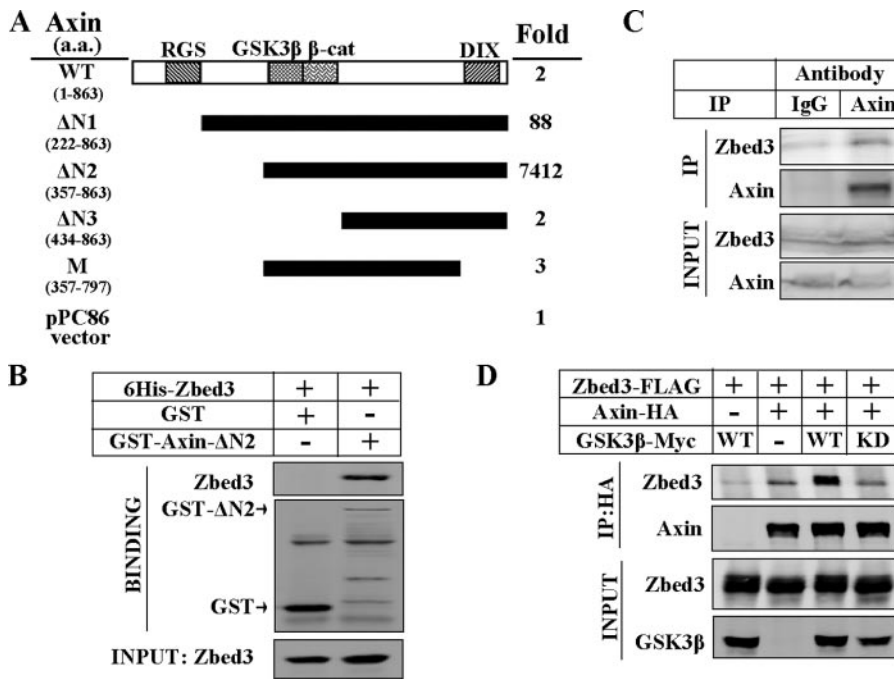 A
Axin
(a.a.)
RGS GSK3β β-cat DIX
Fold
WT
(1-863)
2
ΔN1
(222-863)
88
ΔN2
(357-863)
7412
ΔN3
(434-863)
2
M
(357-797)
3
pPC86
vector
1
B
6His-Zbed3 + +
GST + -
GST-Axin-ΔN2 - +
BINDING
Zbed3
GST-ΔN2→
GST→
INPUT: Zbed3
C
Antibody
IP IgG Axin
IP
Zbed3
Axin
INPUT
Zbed3
Axin
D
Zbed3-FLAG + + + +
Axin-HA - + + +
GSK3β-Myc WT - WT KD
IP:HA
Zbed3
Axin
INPUT
Zbed3
GSK3β